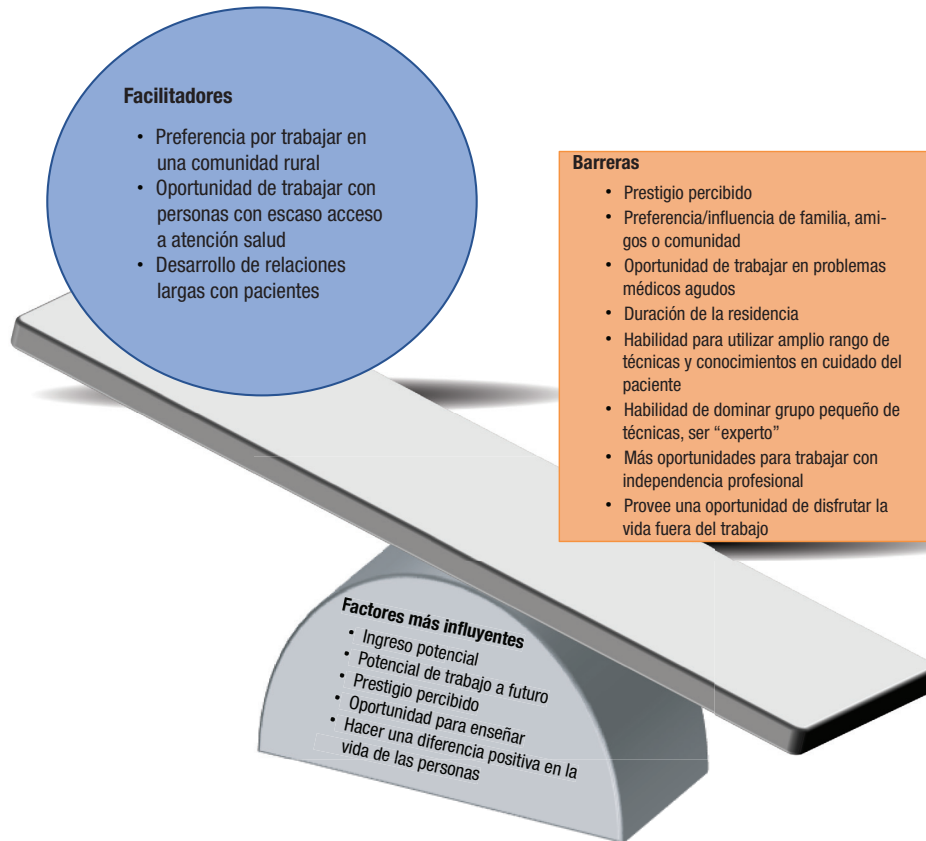 Facilitadores
• Preferencia por trabajar en
una comunidad rural
• Oportunidad de trabajar con
personas con escaso acceso
a atención salud
• Desarrollo de relaciones
largas con pacientes
Barreras
• Prestigio percibido
• Preferencia/influencia de familia, ami-
gos o comunidad
• Oportunidad de trabajar en problemas
médicos agudos
• Duración de la residencia
• Habilidad para utilizar amplio rango de
técnicas y conocimientos en cuidado del
paciente
• Habilidad de dominar grupo pequeño de
técnicas, ser “experto”
• Más oportunidades para trabajar con
independencia profesional
• Provee una oportunidad de disfrutar la
vida fuera del trabajo
Factores más influyentes
• Ingreso potencial
• Potencial de trabajo a futuro
• Prestigio percibido
• Oportunidad para enseñar
• Hacer una diferencia positiva en la
vida de las personas